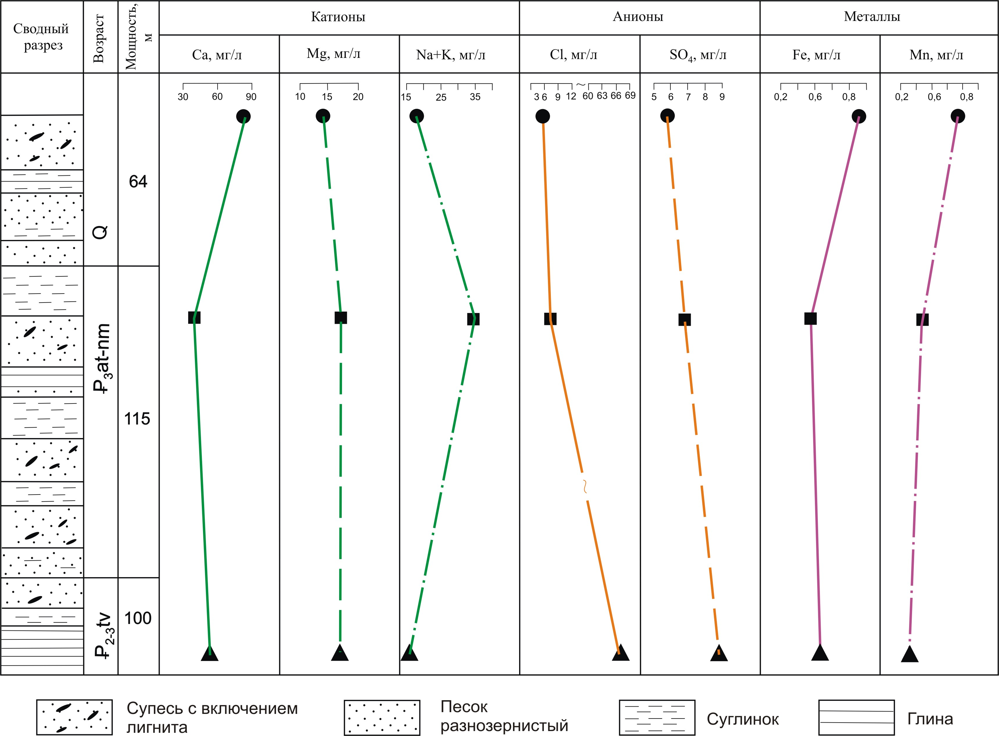 Сводный
разрез
Возраст
Мощность,
м
Катионы
Анионы
Металлы
Ca, мг/л
Mg, мг/л
Na+K, мг/л
Cl, мг/л
SO₄, мг/л
Fe, мг/л
Mn, мг/л
30 60 90
10 15 20
15 25 35
3 6 9 12 ~ 60 63 66 69
5 6 7 8 9
0,2 0,6 0,8
0,2 0,6 0,8
Q
64
₽₃at-nm
115
₽₂₋₃tv
100
Супесь с включением
лигнита
Песок
разнозернистый
Суглинок
Глина